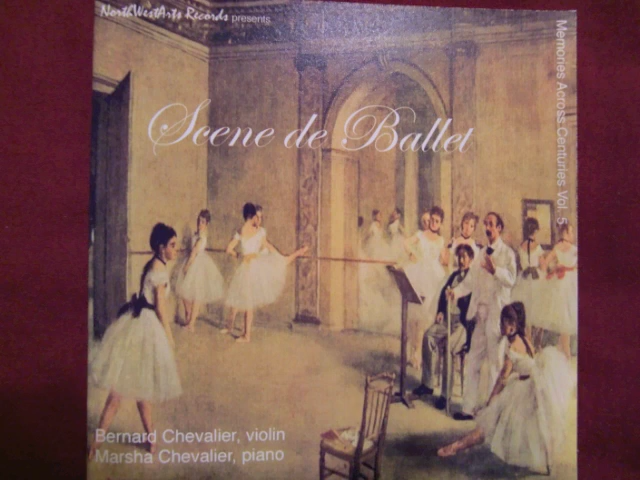 NorthWestArts Records presents
Scene de Ballet
Memories Across Centuries Vol. 5
Bernard Chevalier, violin
Marsha Chevalier, piano